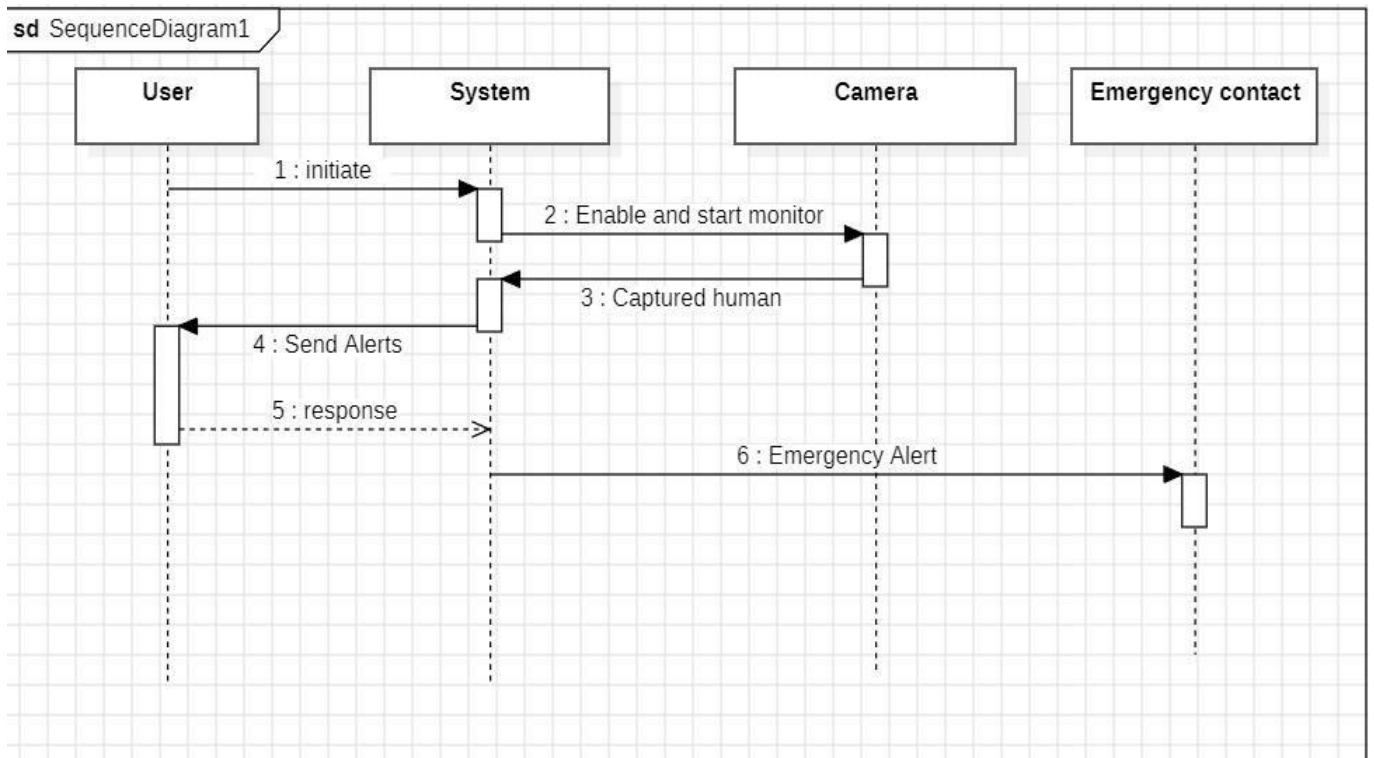 sd SequenceDiagram1
User
System
Camera
Emergency contact
1 : initiate
2 : Enable and start monitor
3 : Captured human
4 : Send Alerts
5 : response
6 : Emergency Alert